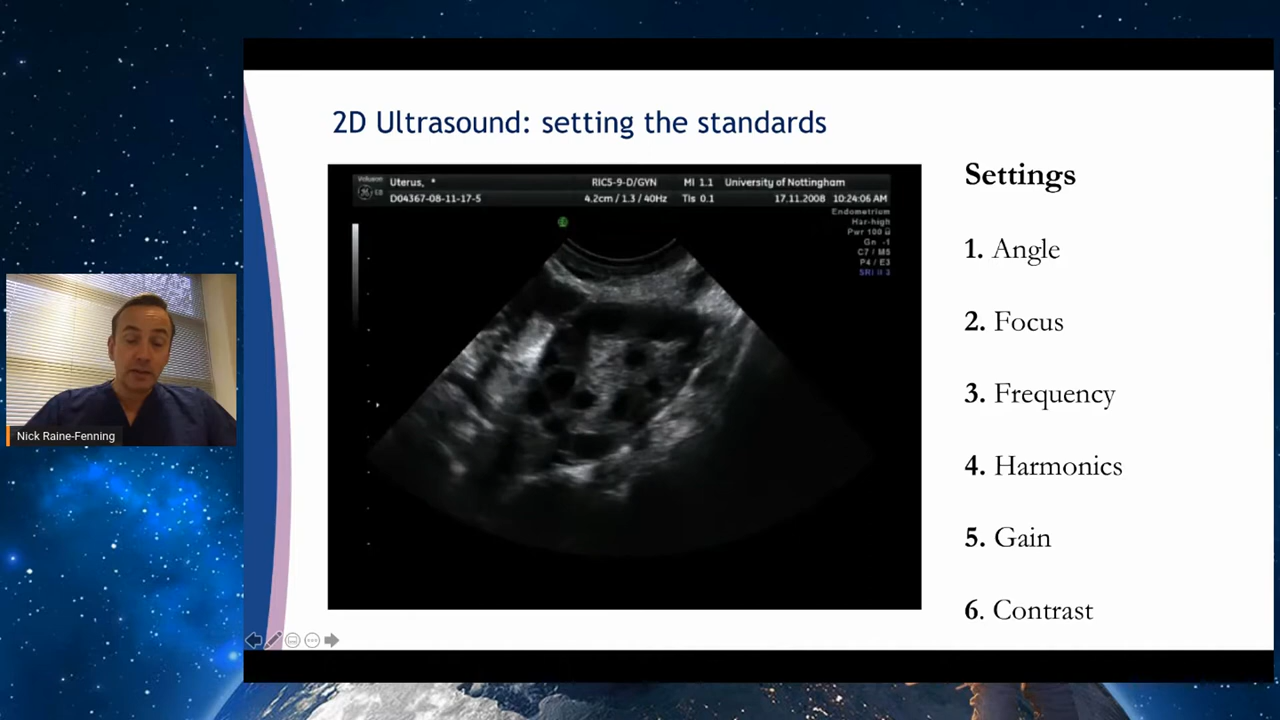 2D Ultrasound: setting the standards
Voluson
E8
Uterus, *
RIC5-9-D/GYN
MI 1.1
University of Nottingham
D04367-08-11-17-5
4.2cm / 1.3 / 40Hz
Tis 0.1
17.11.2008
10:24:06 AM
Endometrium
Har-high
Pwr 100
Gn -1
C7 / M5
P4 / E3
SRI II 3
Settings
1. Angle
2. Focus
3. Frequency
4. Harmonics
5. Gain
6. Contrast
Nick Raine-Fenning